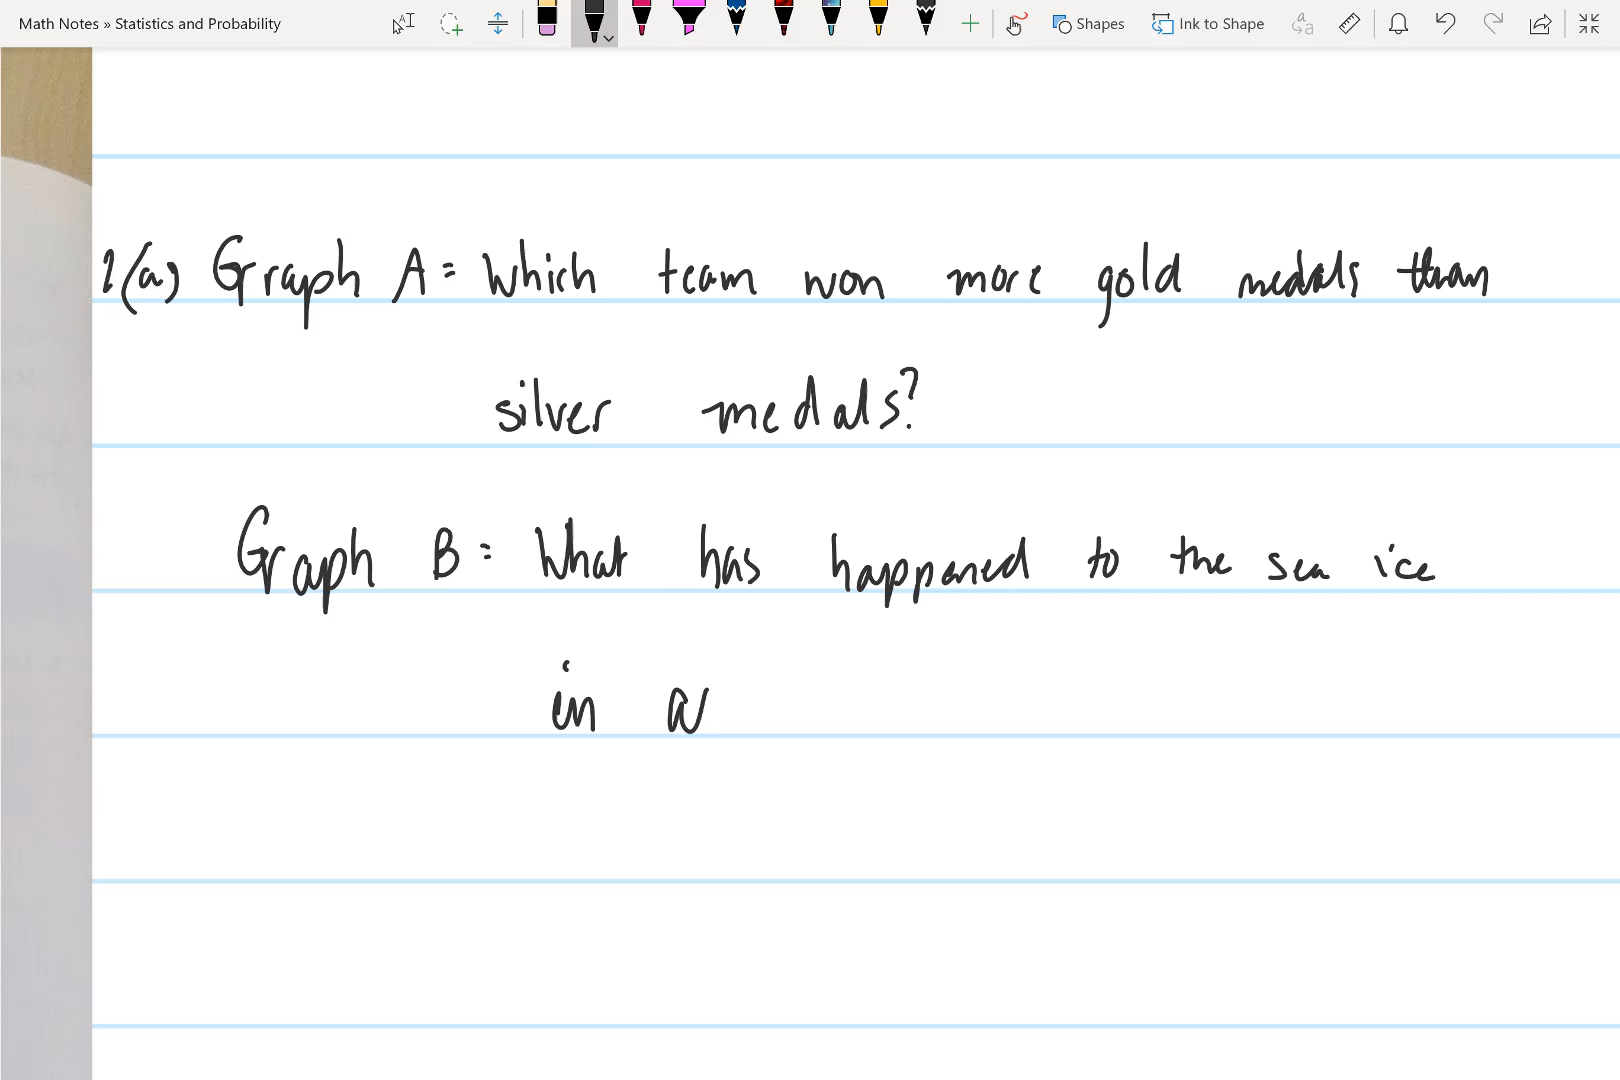 Math Notes » Statistics and Probability
Shapes
Ink to Shape
1(a) Graph A = Which team won more gold medals than
silver medals?
Graph B = What has happened to the sea ice
in